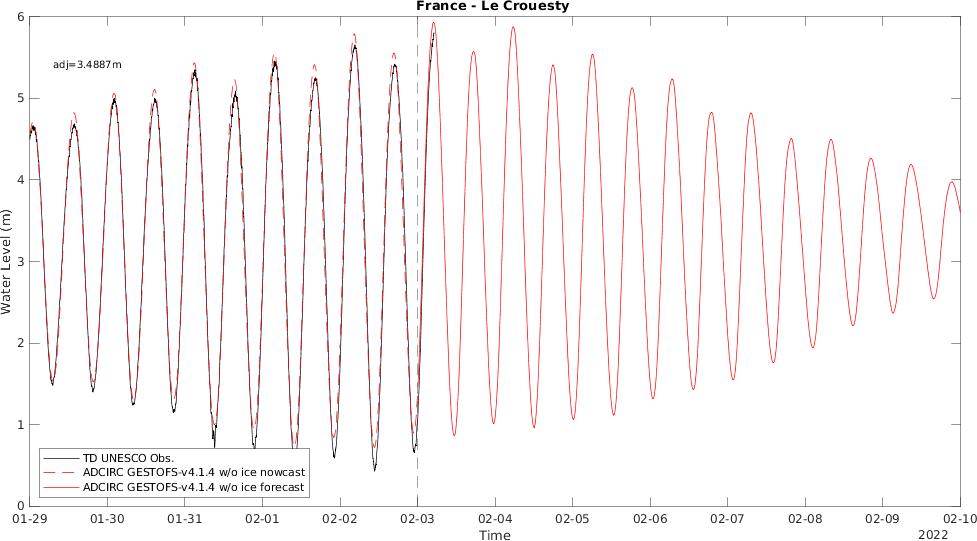 France - Le Crouesty
adj=3.4887m
Water Level (m)
6
5
4
3
2
1
0
TD UNESCO Obs.
ADCIRC GESTOFS-v4.1.4 w/o ice nowcast
ADCIRC GESTOFS-v4.1.4 w/o ice forecast
01-29 01-30 01-31 02-01 02-02 02-03 02-04 02-05 02-06 02-07 02-08 02-09 02-10
Time
2022